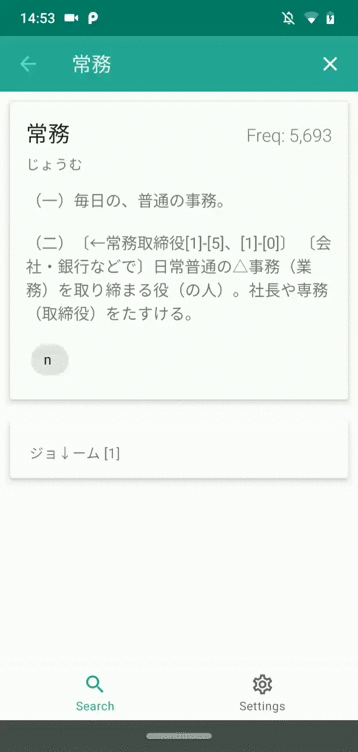 14:53
常務
常務 Freq: 5,693
じょうむ
（一）毎日の、普通の事務。
（二）〔←常務取締役[1]-[5]、[1]-[0]〕〔会
社・銀行などで〕日常普通の△事務（業
務）を取り締まる役（の人）。社長や専務
（取締役）をたすける。
n
ジョ↓ーム [1]
Search Settings